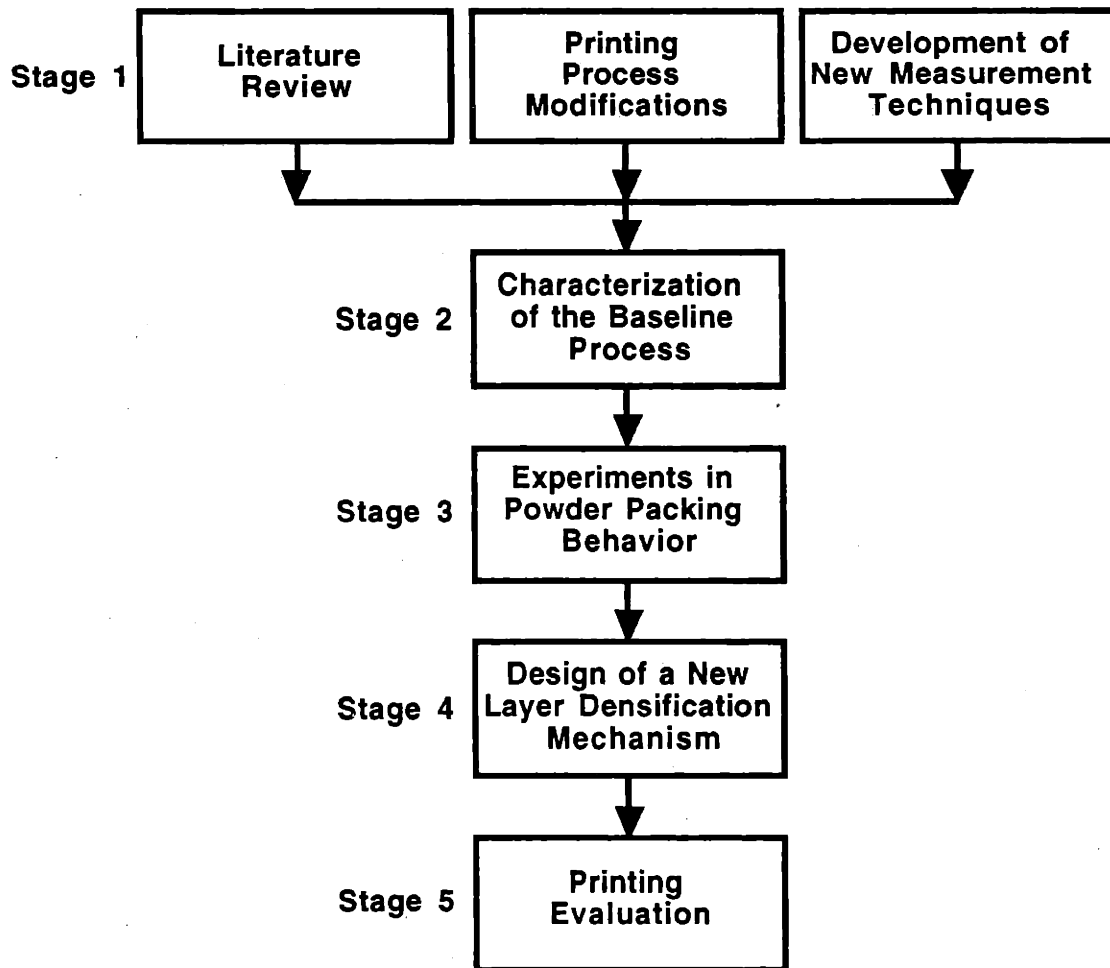 Stage 1
Literature
Review
Printing
Process
Modifications
Development of
New Measurement
Techniques
Stage 2
Characterization
of the Baseline
Process
Stage 3
Experiments in
Powder Packing
Behavior
Stage 4
Design of a New
Layer Densification
Mechanism
Stage 5
Printing
Evaluation